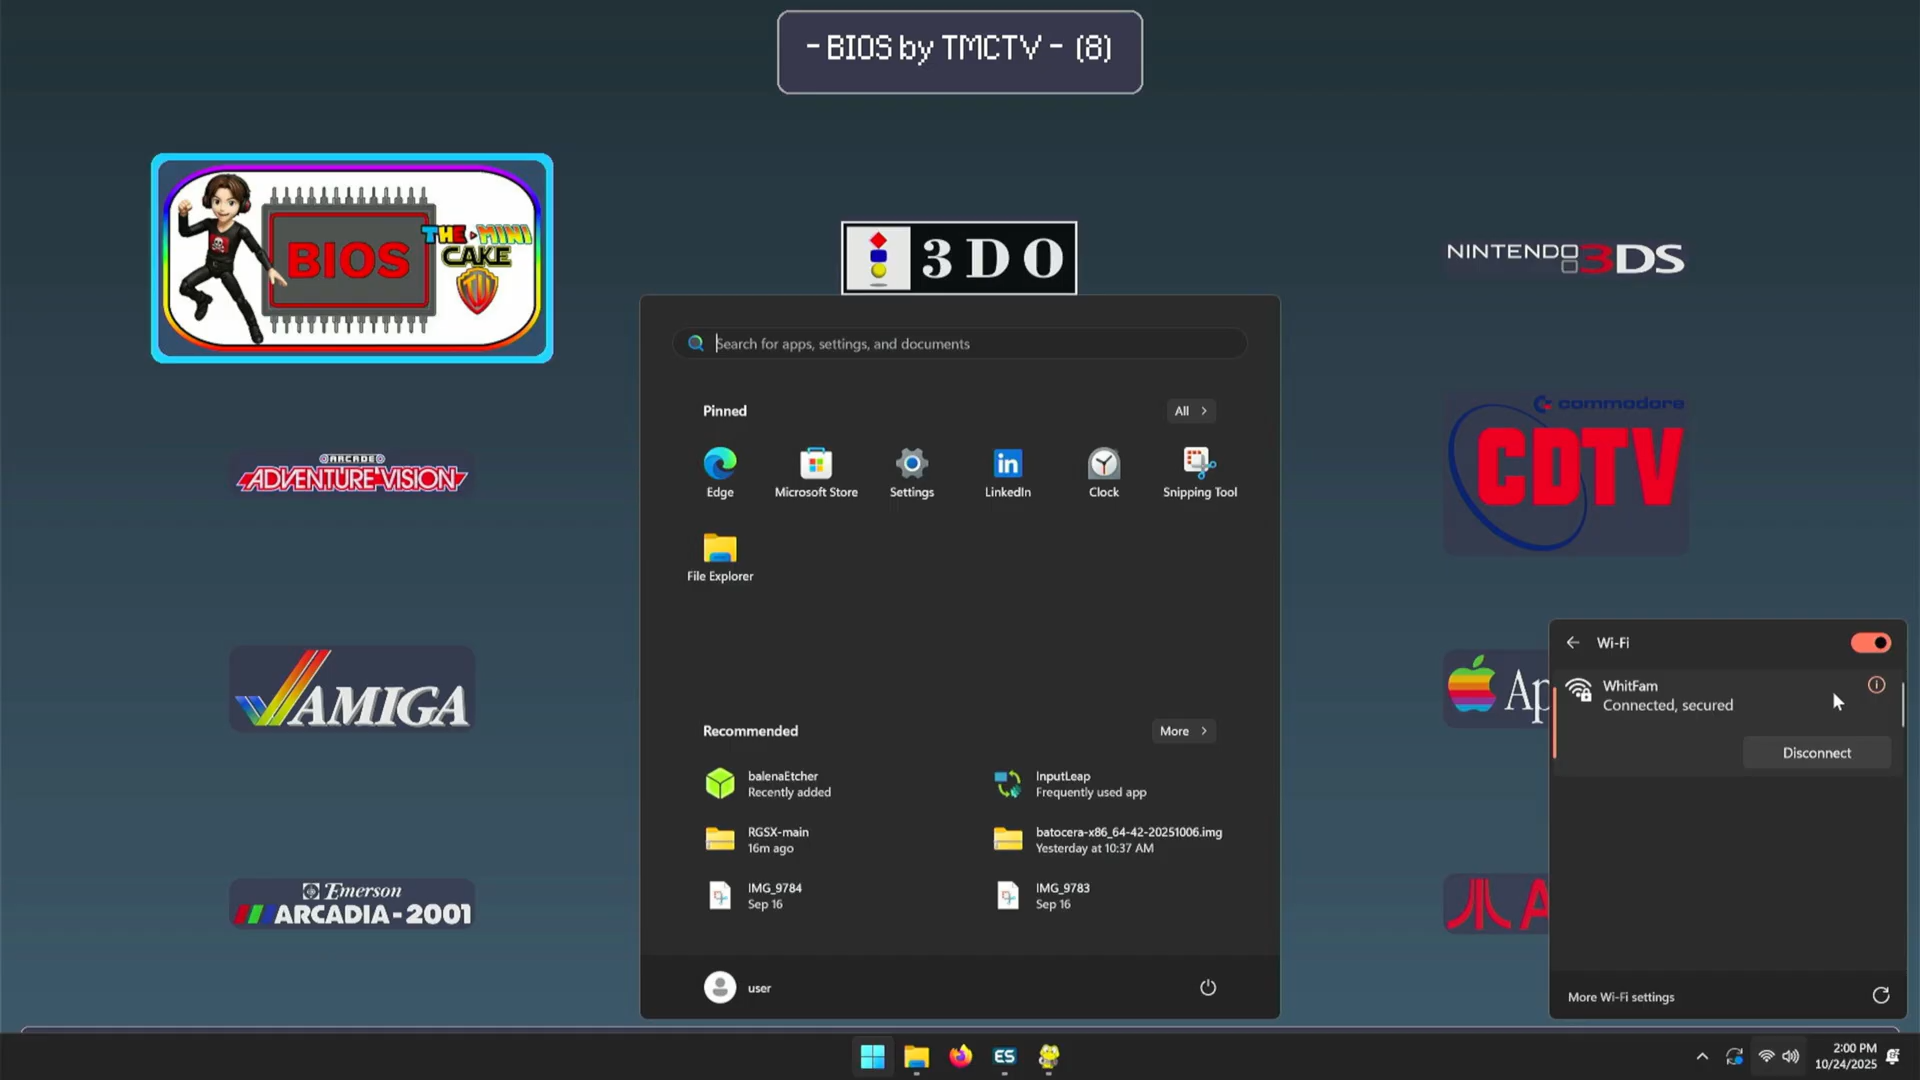 - BIOS by TMCTV - (8)
BIOS
THE MINI
CAKE
3DO
NINTENDO 3DS
ARCADE
ADVENTURE VISION
commodore
CDTV
AMIGA
Emerson
ARCADIA-2001
Ap
A
Search for apps, settings, and documents
Pinned
All
Edge
Microsoft Store
Settings
LinkedIn
Clock
Snipping Tool
File Explorer
Recommended
More
balenaEtcher
Recently added
InputLeap
Frequently used app
RGSX-main
16m ago
batocera-x86_64-42-20251006.img
Yesterday at 10:37 AM
IMG_9784
Sep 16
IMG_9783
Sep 16
user
Wi-Fi
WhitFam
Connected, secured
Disconnect
More Wi-Fi settings
ES
2:00 PM
10/24/2025